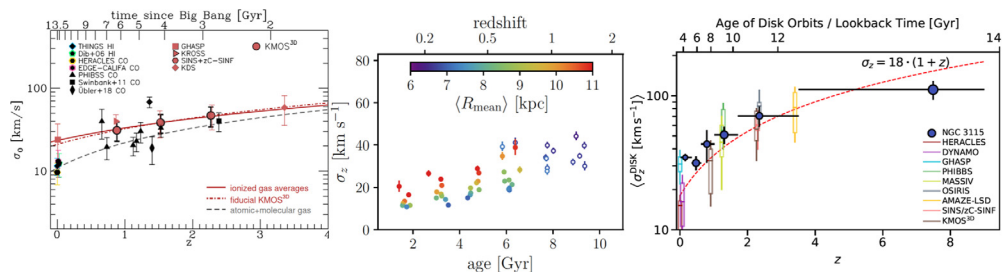 time since Big Bang [Gyr]
13 5 9 7 6 5 4 3 2
THINGS HI
Dib+06 HI
HERACLES CO
EDGE-CALIFA CO
PHIBSS CO
Swinbank+11 CO
Übler+18 CO
GHASP
KROSS
SINS+zC-SINF
KDS
KMOS3D
100
10
σ0 [km/s]
ionized gas averages
fiducial KMOS3D
atomic+molecular gas
0 1 2 3 4
z
redshift
0.2 0.5 1 2
6 7 8 9 10 11
⟨Rmean⟩ [kpc]
80
60
40
20
0
σz [km s-1]
2 4 6 8 10
age [Gyr]
Age of Disk Orbits / Lookback Time [Gyr]
4 6 8 10 12 14
σz = 18·(1+z)
100
10
⟨σzDISK⟩ [km s-1]
NGC 3115
HERACLES
DYNAMO
GHASP
PHIBBS
MASSIV
OSIRIS
AMAZE-LSD
SINS/zC-SINF
KMOS3D
0 2 4 6 8
z